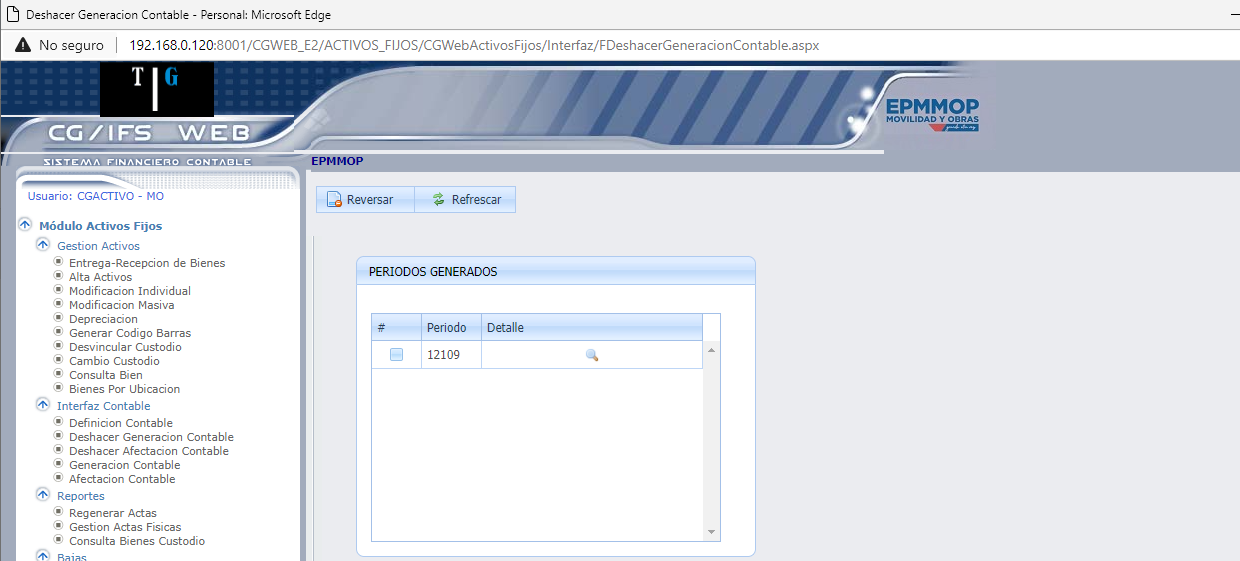 Deshacer Generacion Contable - Personal: Microsoft Edge
No seguro 192.168.0.120:8001/CGWEB_E2/ACTIVOS_FIJOS/CGWebActivosFijos/Interfaz/FDeshacerGeneracionContable.aspx
T|G
EPMMOP
MOVILIDAD Y OBRAS
CG/IFS WEB
SISTEMA FINANCIERO CONTABLE
EPMMOP
Usuario: CGACTIVO - MO
Reversar Refrescar
Módulo Activos Fijos
Gestion Activos
Entrega-Recepcion de Bienes
Alta Activos
Modificacion Individual
Modificacion Masiva
Depreciacion
Generar Codigo Barras
Desvincular Custodio
Cambio Custodio
Consulta Bien
Bienes Por Ubicacion
Interfaz Contable
Definicion Contable
Deshacer Generacion Contable
Deshacer Afectacion Contable
Generacion Contable
Afectacion Contable
Reportes
Regenerar Actas
Gestion Actas Fisicas
Consulta Bienes Custodio
Bajas
PERIODOS GENERADOS
# Periodo Detalle
12109